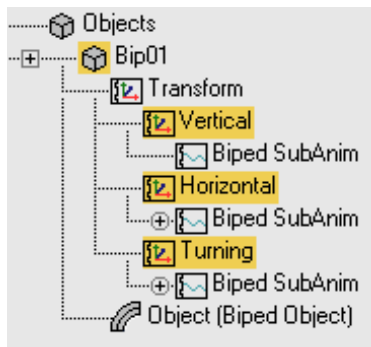 Objects
Bip01
Transform
Vertical
Biped SubAnim
Horizontal
Biped SubAnim
Turning
Biped SubAnim
Object (Biped Object)